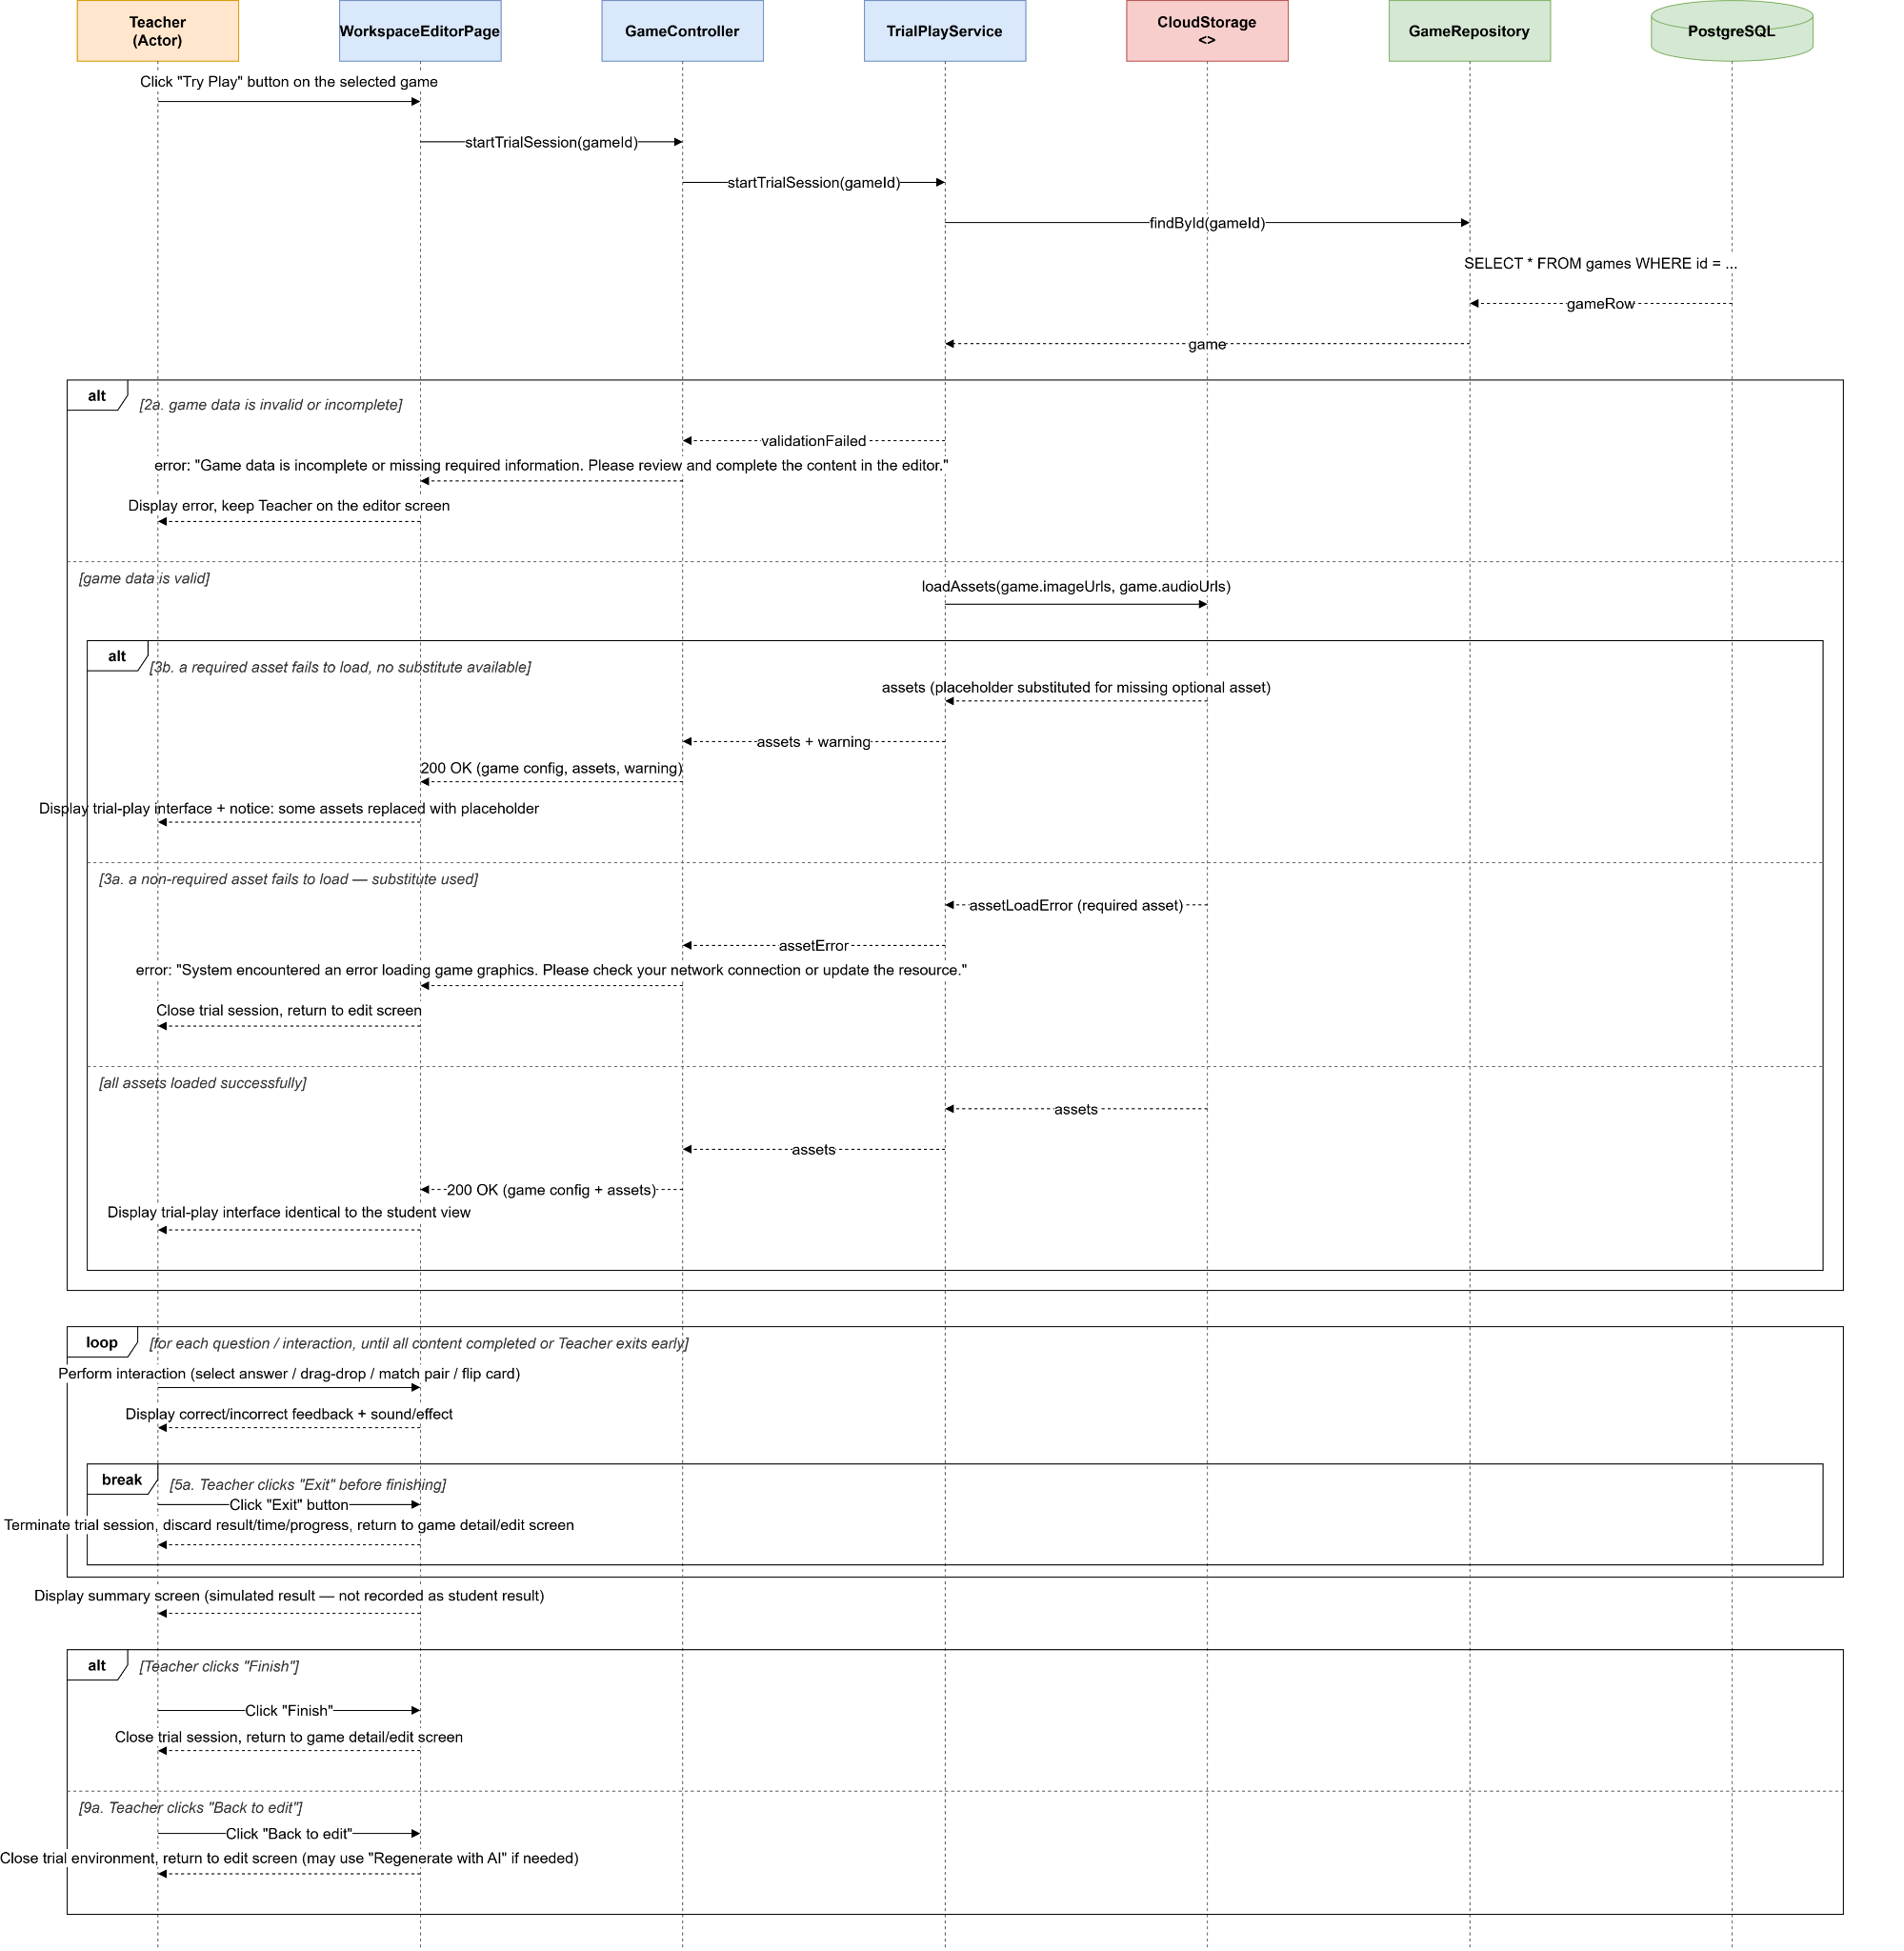 Teacher
(Actor)
WorkspaceEditorPage
GameController
TrialPlayService
CloudStorage
<>
GameRepository
PostgreSQL
Click "Try Play" button on the selected game
startTrialSession(gameId)
startTrialSession(gameId)
findById(gameId)
SELECT * FROM games WHERE id = ...
gameRow
game
alt
[2a. game data is invalid or incomplete]
validationFailed
error: "Game data is incomplete or missing required information. Please review and complete the content in the editor."
Display error, keep Teacher on the editor screen
[game data is valid]
loadAssets(game.imageUrls, game.audioUrls)
alt
[3b. a required asset fails to load, no substitute available]
assets (placeholder substituted for missing optional asset)
assets + warning
200 OK (game config, assets, warning)
Display trial-play interface + notice: some assets replaced with placeholder
[3a. a non-required asset fails to load — substitute used]
assetLoadError (required asset)
assetError
error: "System encountered an error loading game graphics. Please check your network connection or update the resource."
Close trial session, return to edit screen
[all assets loaded successfully]
assets
assets
200 OK (game config + assets)
Display trial-play interface identical to the student view
loop
[for each question / interaction, until all content completed or Teacher exits early]
Perform interaction (select answer / drag-drop / match pair / flip card)
Display correct/incorrect feedback + sound/effect
break
[5a. Teacher clicks "Exit" before finishing]
Click "Exit" button
Terminate trial session, discard result/time/progress, return to game detail/edit screen
Display summary screen (simulated result — not recorded as student result)
alt
[Teacher clicks "Finish"]
Click "Finish"
Close trial session, return to game detail/edit screen
[9a. Teacher clicks "Back to edit"]
Click "Back to edit"
Close trial environment, return to edit screen (may use "Regenerate with AI" if needed)